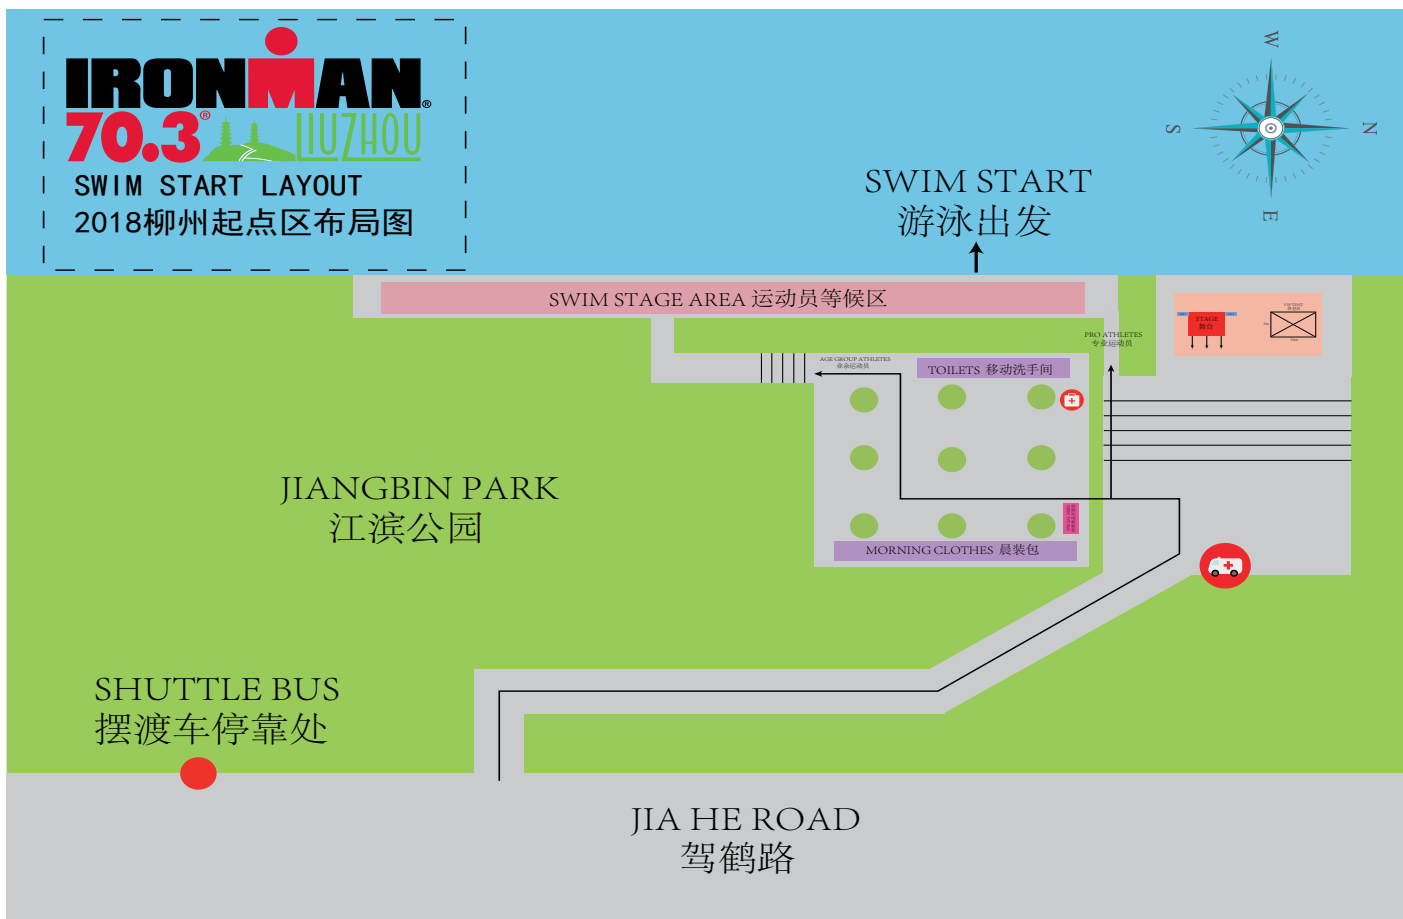 IRONMAN®
70.3® LIUZHOU
SWIM START LAYOUT
2018柳州起点区布局图
W
S
N
E
SWIM START
游泳出发
SWIM STAGE AREA 运动员等候区
STAGE
舞台
PRO ATHLETES
专业运动员
AGE GROUP ATHLETES
业余运动员
TOILETS 移动洗手间
MORNING CLOTHES 晨装包
JIANGBIN PARK
江滨公园
SHUTTLE BUS
摆渡车停靠处
JIA HE ROAD
驾鹤路